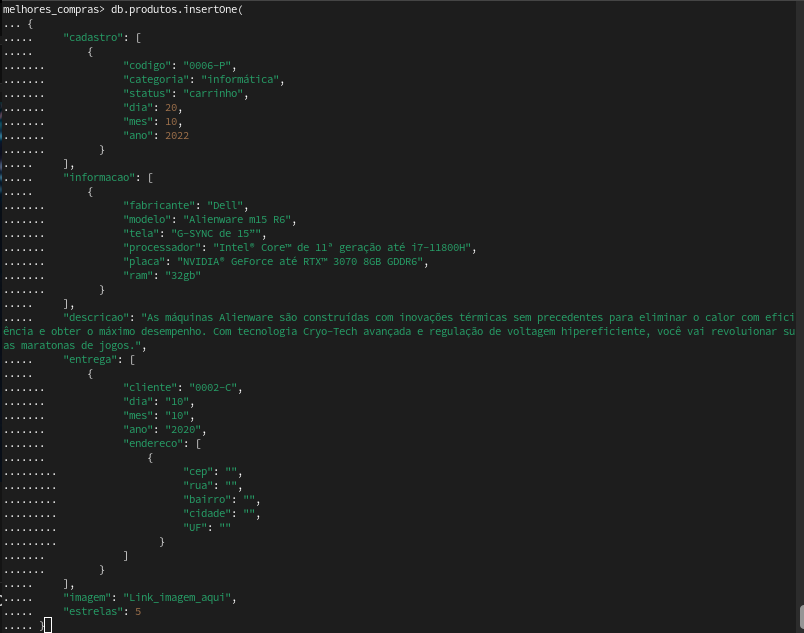 melhores_compras> db.produtos.insertOne(
... {
..... "cadastro": [
..... {
....... "codigo": "0006-P",
....... "categoria": "informática",
....... "status": "carrinho",
....... "dia": 20,
....... "mes": 10,
....... "ano": 2022
....... }
..... ],
..... "informacao": [
..... {
....... "fabricante": "Dell",
....... "modelo": "Alienware m15 R6",
....... "tela": "G-SYNC de 15”",
....... "processador": "Intel® Core™ de 11ª geração até i7-11800H",
....... "placa": "NVIDIA® GeForce até RTX™ 3070 8GB GDDR6",
....... "ram": "32gb"
....... }
..... ],
..... "descricao": "As máquinas Alienware são construídas com inovações térmicas sem precedentes para eliminar o calor com efici
ência e obter o máximo desempenho. Com tecnologia Cryo-Tech avançada e regulação de voltagem hipereficiente, você vai revoluionar su
as maratonas de jogos.",
..... "entrega": [
..... {
....... "cliente": "0002-C",
....... "dia": "10",
....... "mes": "10",
....... "ano": "2020",
....... "endereco": [
....... {
......... "cep": "",
......... "rua": "",
......... "bairro": "",
......... "cidade": "",
......... "UF": ""
......... }
....... ]
....... }
..... ],
..... "imagem": "Link_imagem_aqui",
..... "estrelas": 5
..... }